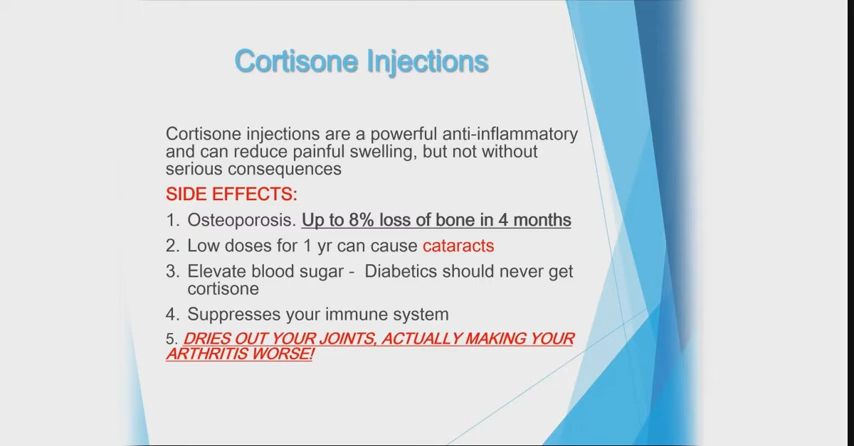 Cortisone Injections
Cortisone injections are a powerful anti-inflammatory
and can reduce painful swelling, but not without
serious consequences
SIDE EFFECTS:
1. Osteoporosis. Up to 8% loss of bone in 4 months
2. Low doses for 1 yr can cause cataracts
3. Elevate blood sugar - Diabetics should never get
cortisone
4. Suppresses your immune system
5. DRIES OUT YOUR JOINTS, ACTUALLY MAKING YOUR
ARTHRITIS WORSE!